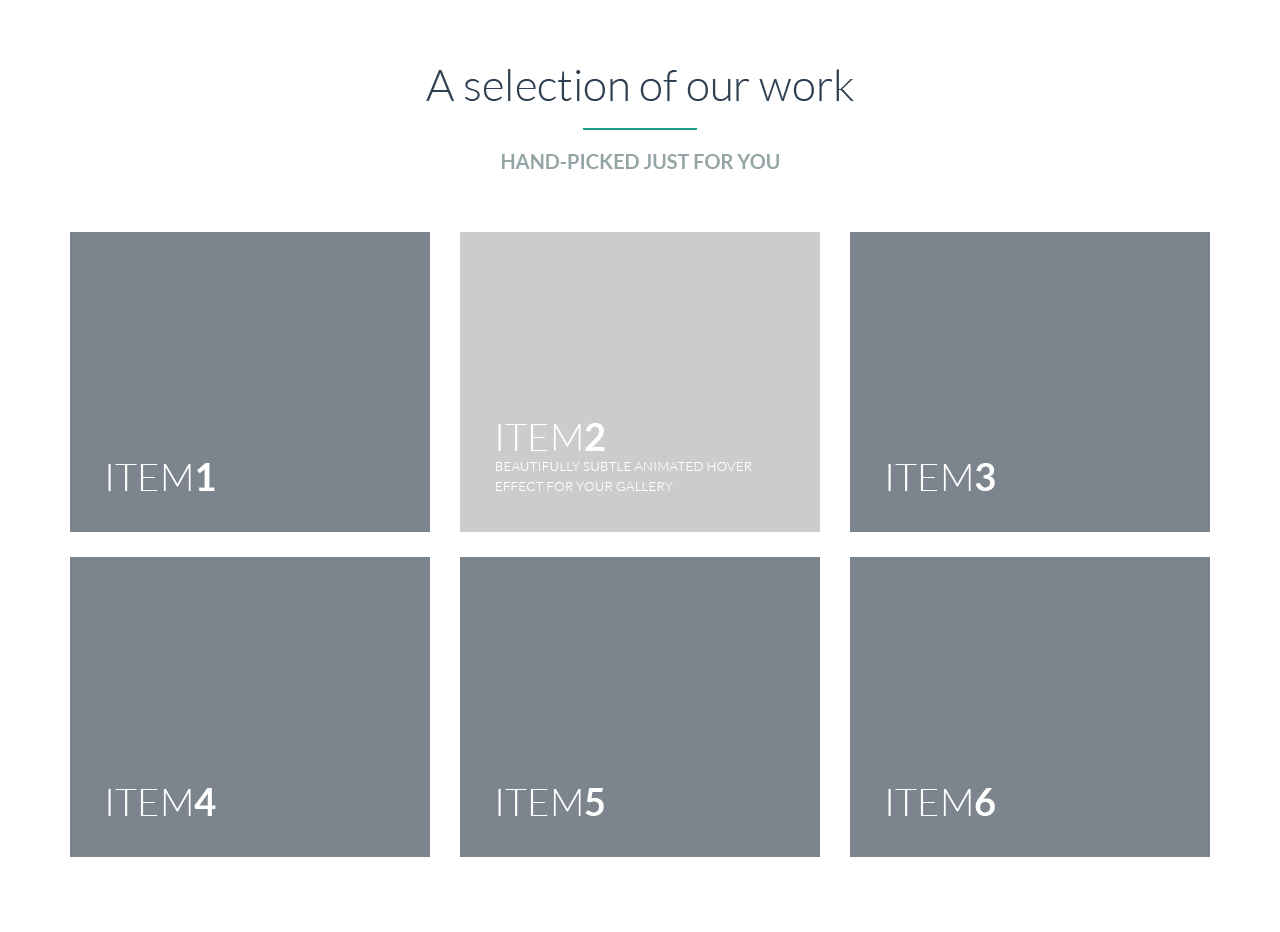 A selection of our work
HAND-PICKED JUST FOR YOU
ITEM1
ITEM2
BEAUTIFULLY SUBTLE ANIMATED HOVER
EFFECT FOR YOUR GALLERY
ITEM3
ITEM4
ITEM5
ITEM6